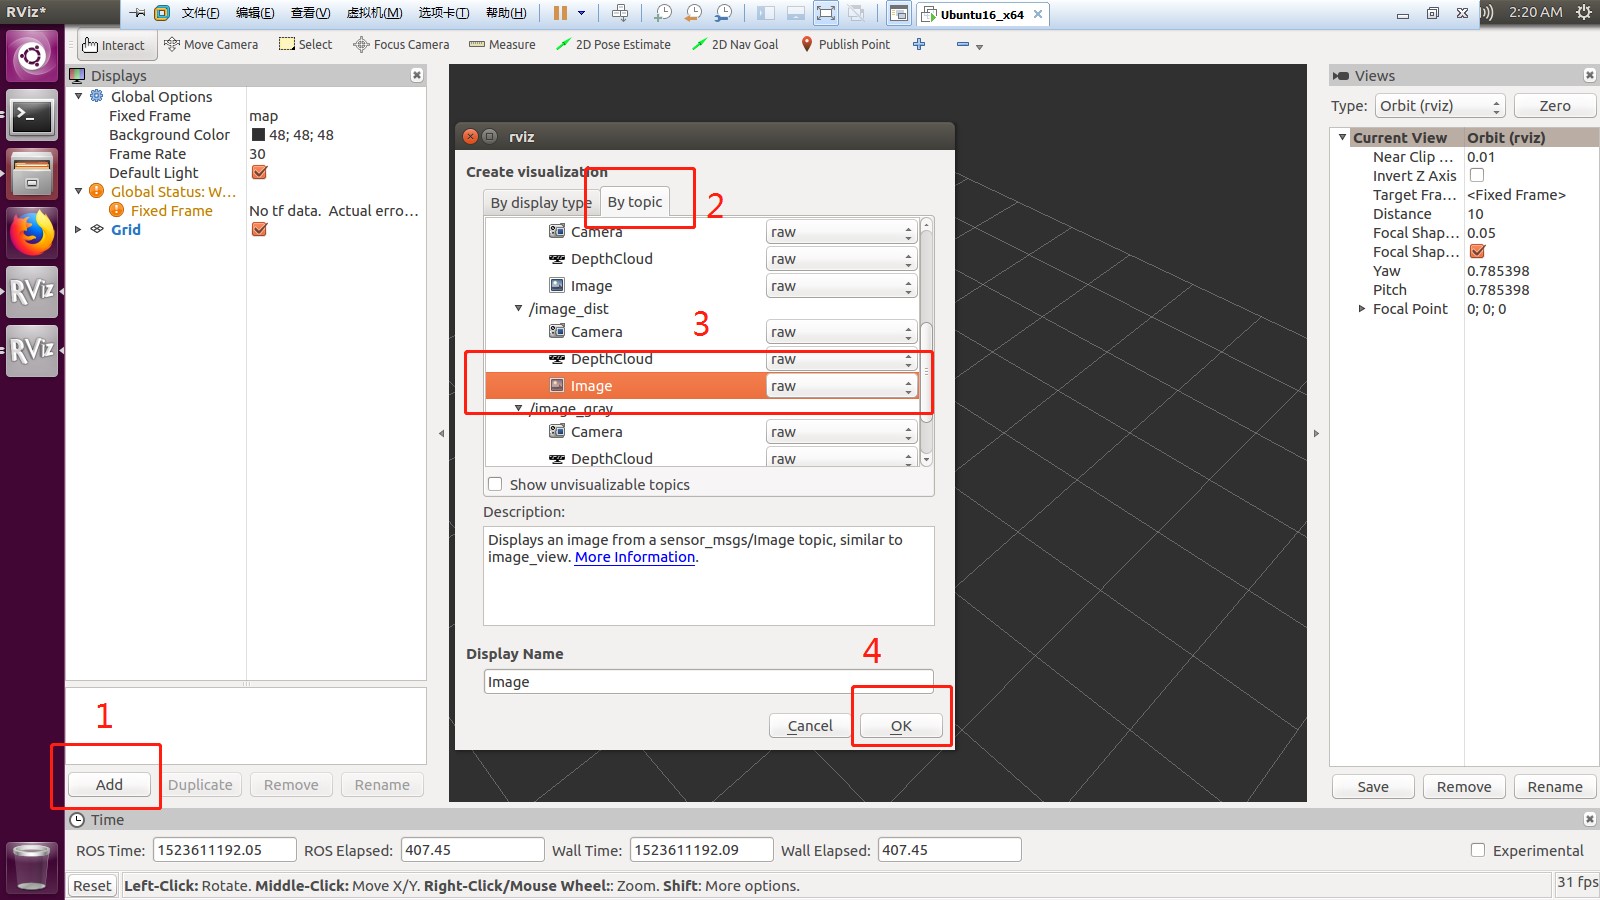 RViz*
文件(F) 编辑(E) 查看(V) 虚拟机(M) 选项卡(T) 帮助(H)
Ubuntu16_x64
2:20 AM
Interact Move Camera Select Focus Camera Measure 2D Pose Estimate 2D Nav Goal Publish Point
Displays
Global Options
Fixed Frame map
Background Color 48; 48; 48
Frame Rate 30
Default Light
Global Status: W...
Fixed Frame No tf data. Actual erro...
Grid
1
Add Duplicate Remove Rename
rviz
Create visualization
By display type By topic
2
Camera raw
DepthCloud raw
Image raw
/image_dist
3
Camera raw
DepthCloud raw
Image raw
/image_gray
Camera raw
DepthCloud raw
Show unvisualizable topics
Description:
Displays an image from a sensor_msgs/Image topic, similar to
image_view. More Information.
Display Name
4
Image
Cancel OK
Views
Type: Orbit (rviz) Zero
Current View Orbit (rviz)
Near Clip ... 0.01
Invert Z Axis
Target Fra... <Fixed Frame>
Distance 10
Focal Shap... 0.05
Focal Shap...
Yaw 0.785398
Pitch 0.785398
Focal Point 0; 0; 0
Save Remove Rename
Time
ROS Time: 1523611192.05 ROS Elapsed: 407.45 Wall Time: 1523611192.09 Wall Elapsed: 407.45 Experimental
Reset Left-Click: Rotate. Middle-Click: Move X/Y. Right-Click/Mouse Wheel:: Zoom. Shift: More options. 31 fps
RViz
RViz